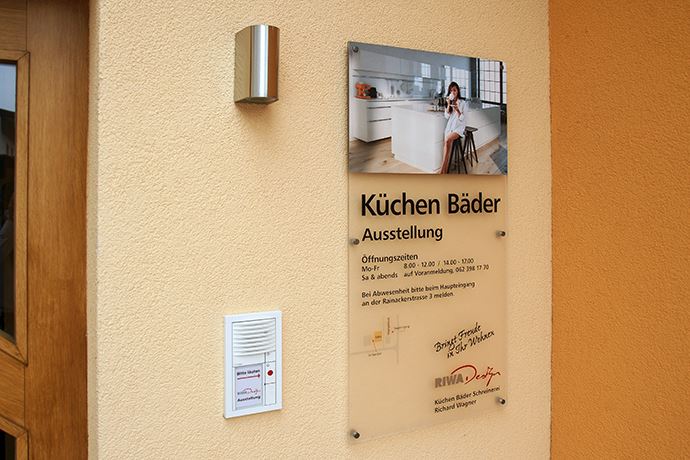 Küchen Bäder
Ausstellung
Öffnungszeiten
Mo-Fr 8.00 - 12.00 / 14.00 - 17.00
Sa & abends auf Voranmeldung, 062 398 17 70
Bei Abwesenheit bitte beim Haupteingang
an der Rainackerstrasse 3 melden.
Bringt Freude
in Ihr Wohnen
RIWA Design
Küchen Bäder Schreinerei
Richard Wagner
Bitte läuten
RIWA Design
Ausstellung